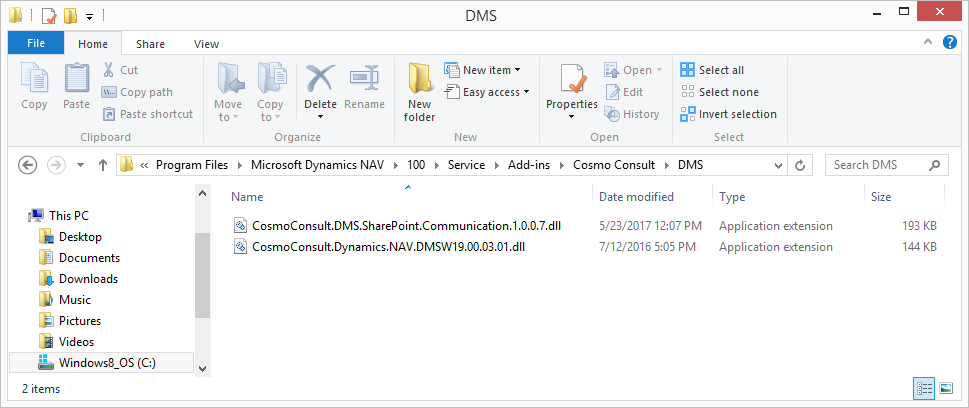 DMS
File Home Share View
Copy Paste Cut Copy path Paste shortcut Clipboard
Move to Copy to Delete Rename Organize
New folder New item Easy access New
Properties Open Edit History Open
Select all Select none Invert selection Select
« Program Files Microsoft Dynamics NAV 100 Service Add-ins Cosmo Consult DMS Search DMS
Name Date modified Type Size
This PC
Desktop
Documents
Downloads
Music
Pictures
Videos
Windows8_OS (C:)
CosmoConsult.DMS.SharePoint.Communication.1.0.0.7.dll 5/23/2017 12:07 PM Application extension 193 KB
CosmoConsult.Dynamics.NAV.DMSW19.00.03.01.dll 7/12/2016 5:05 PM Application extension 144 KB
2 items